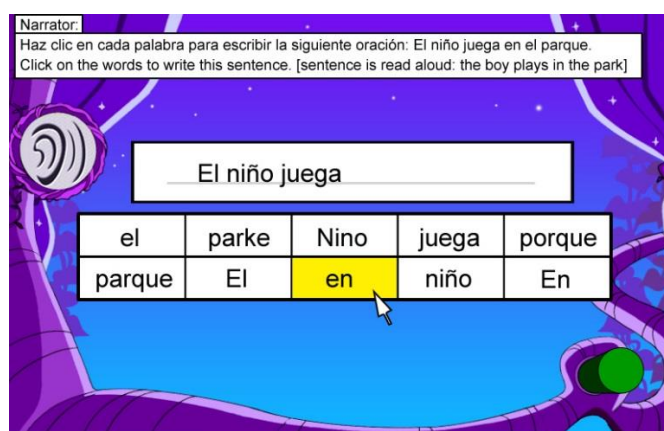 Narrator:
Haz clic en cada palabra para escribir la siguiente oración: El niño juega en el parque.
Click on the words to write this sentence. [sentence is read aloud: the boy plays in the park]
El niño juega
el parke Nino juega porque
parque El en niño En